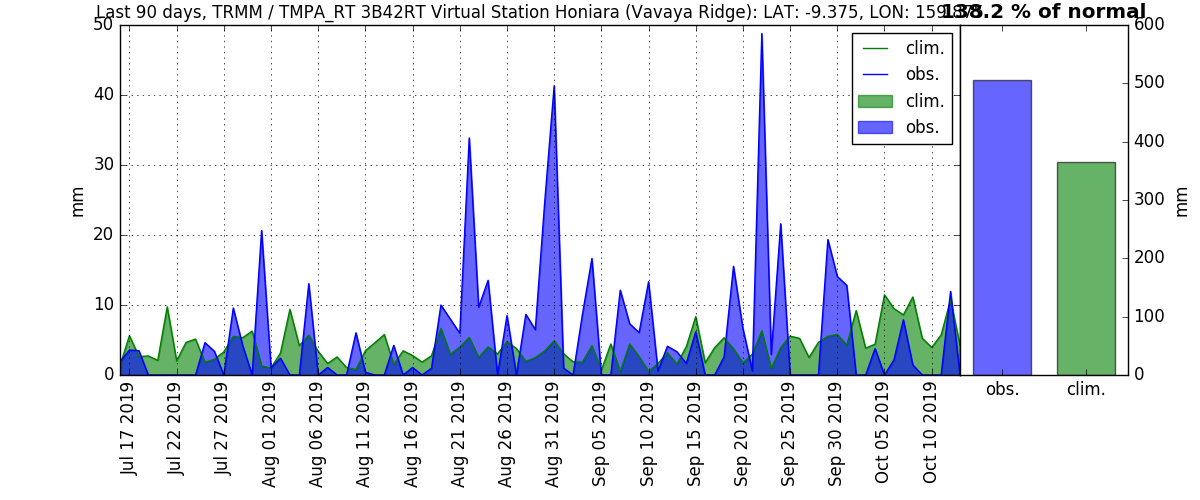 Last 90 days, TRMM / TMPA_RT 3B42RT Virtual Station Honiara (Vavaya Ridge): LAT: -9.375, LON:
138.2 % of normal
50
40
30
20
10
0
mm
clim.
obs.
clim.
obs.
600
500
400
300
200
100
0
mm
obs.
clim.
Jul 17 2019
Jul 22 2019
Jul 27 2019
Aug 01 2019
Aug 06 2019
Aug 11 2019
Aug 16 2019
Aug 21 2019
Aug 26 2019
Aug 31 2019
Sep 05 2019
Sep 10 2019
Sep 15 2019
Sep 20 2019
Sep 25 2019
Sep 30 2019
Oct 05 2019
Oct 10 2019